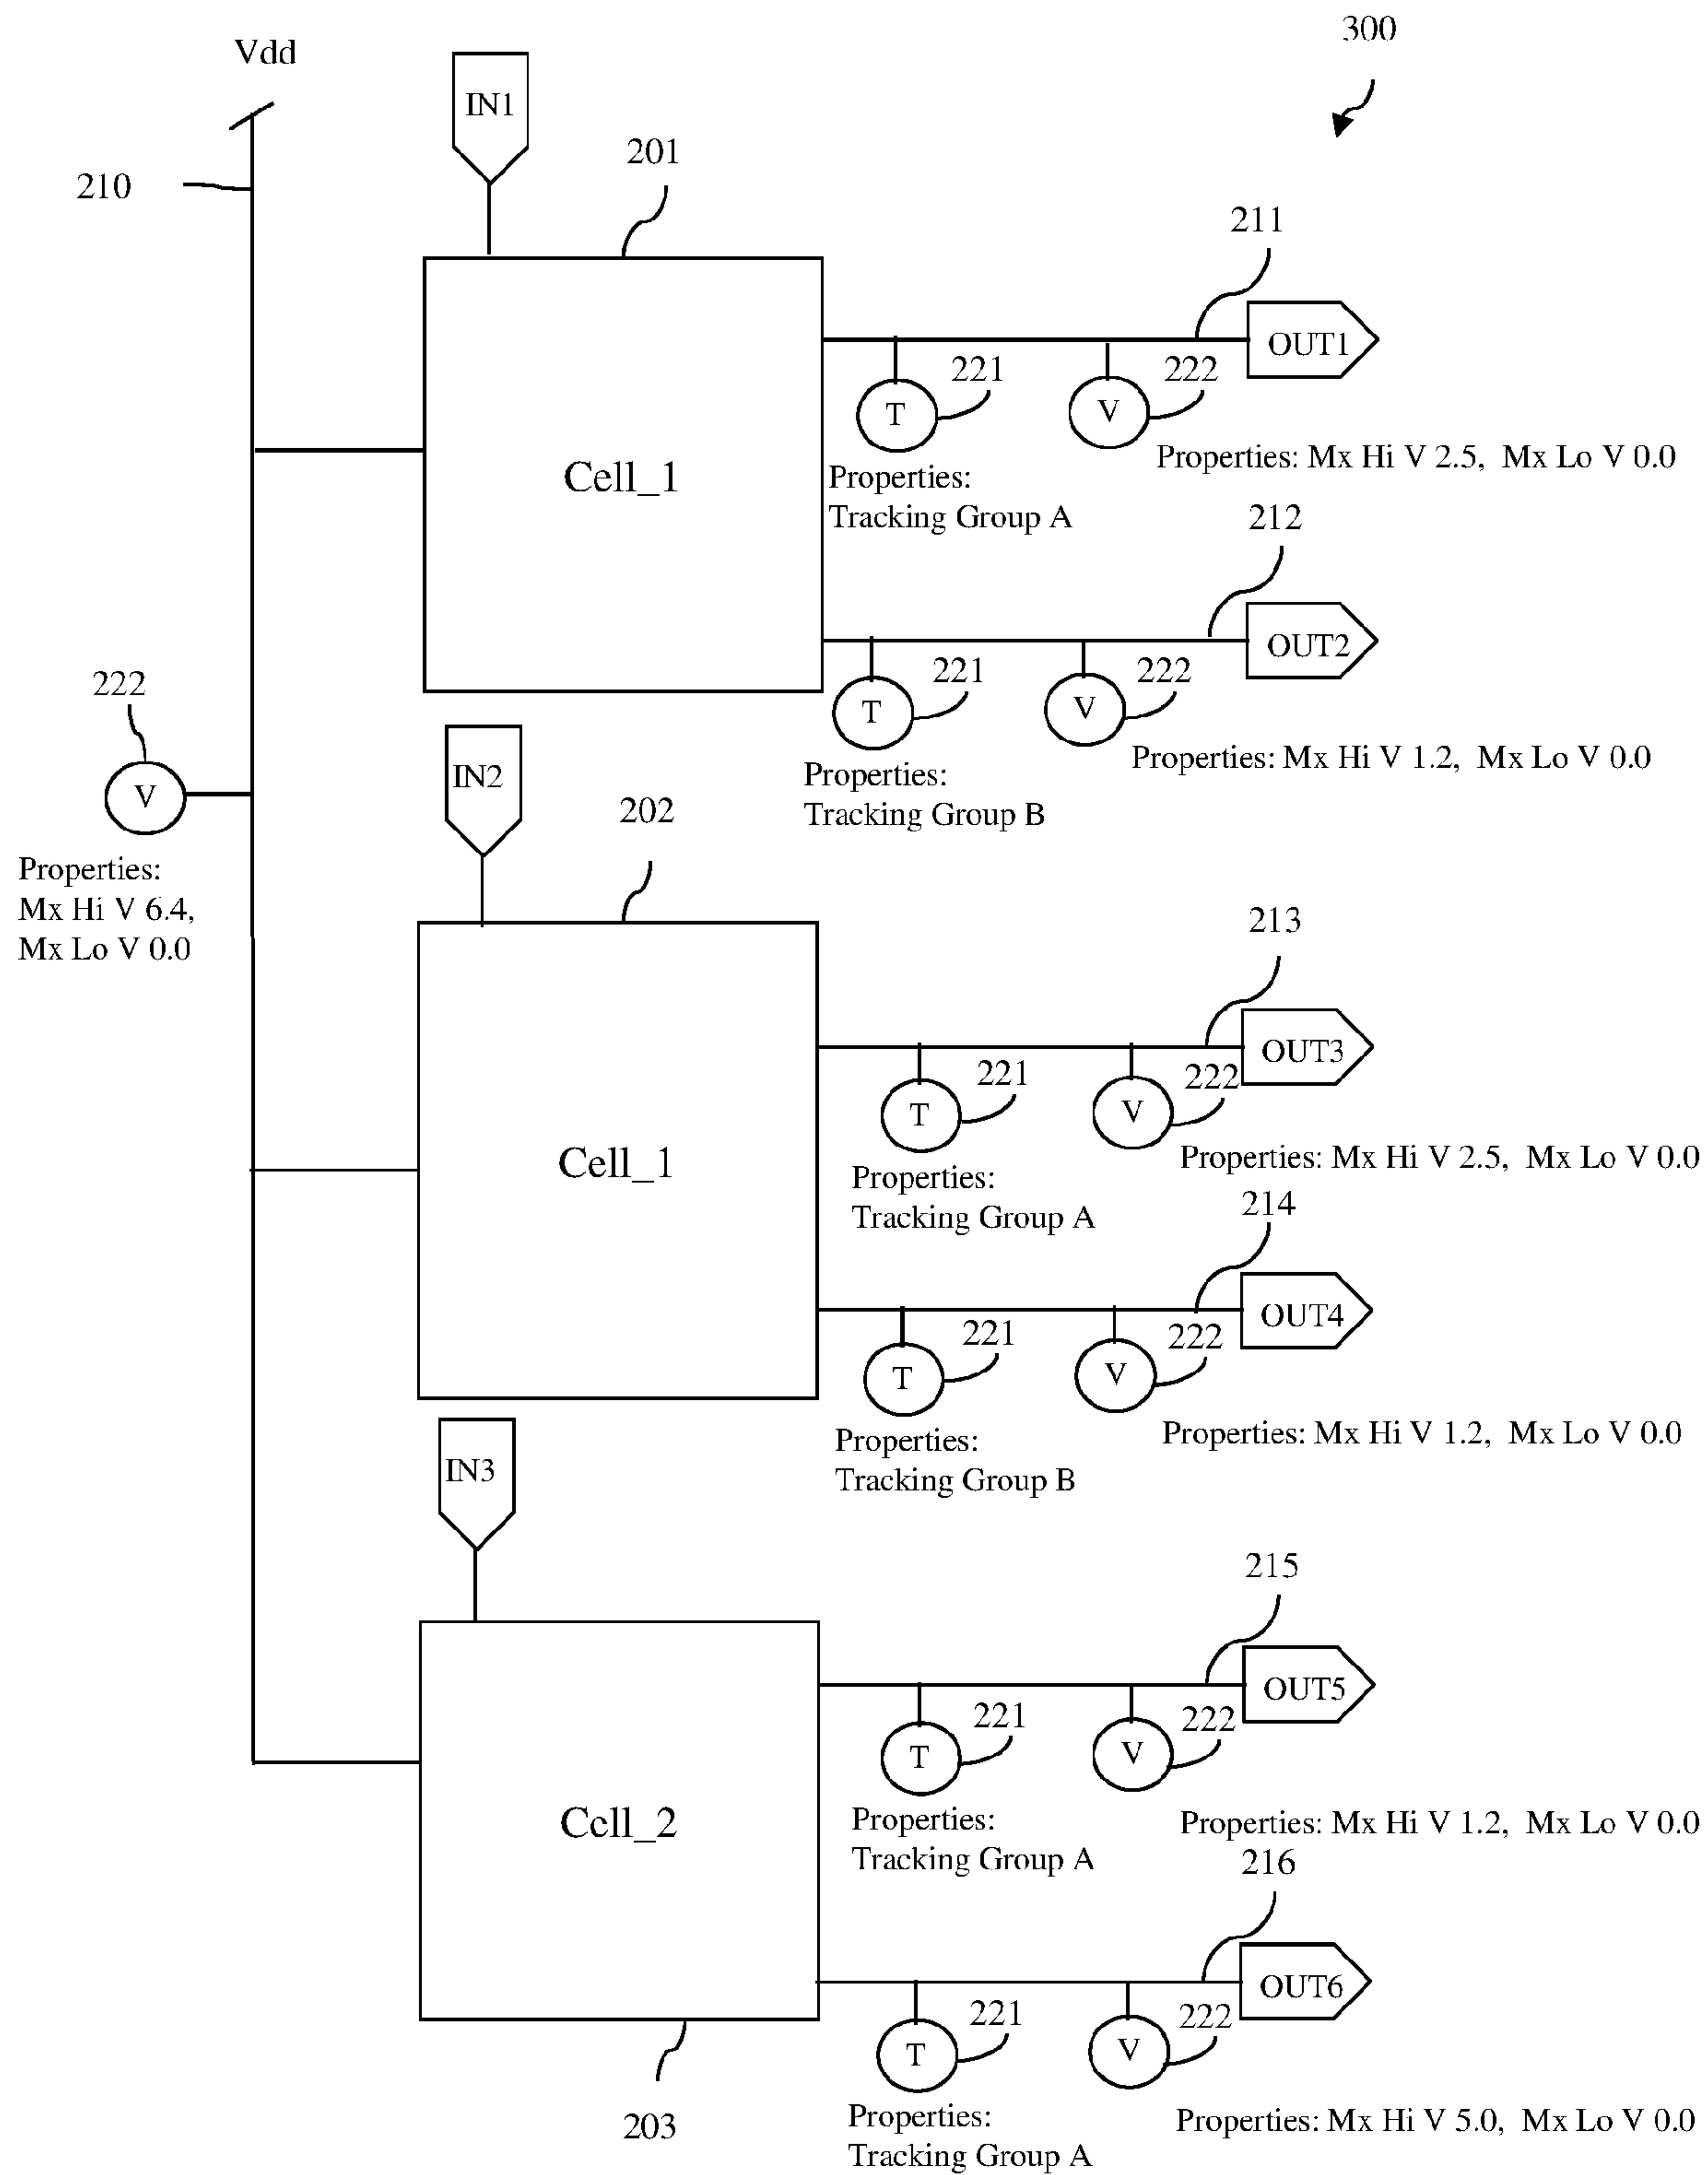 300
Vdd
IN1
210
201
211
OUT1
221
222
T
V
Cell_1
Properties: Mx Hi V 2.5, Mx Lo V 0.0
Properties:
Tracking Group A
212
OUT2
221
222
T
V
222
V
Properties: Mx Hi V 1.2, Mx Lo V 0.0
Properties:
Tracking Group B
IN2
202
Properties:
Mx Hi V 6.4,
Mx Lo V 0.0
213
OUT3
221
222
T
V
Cell_1
Properties: Mx Hi V 2.5, Mx Lo V 0.0
Properties:
Tracking Group A
214
OUT4
221
222
T
V
Properties: Mx Hi V 1.2, Mx Lo V 0.0
Properties:
Tracking Group B
IN3
215
OUT5
221
222
T
V
Cell_2
Properties: Mx Hi V 1.2, Mx Lo V 0.0
Properties:
Tracking Group A
216
OUT6
221
222
T
V
203
Properties: Mx Hi V 5.0, Mx Lo V 0.0
Properties:
Tracking Group A